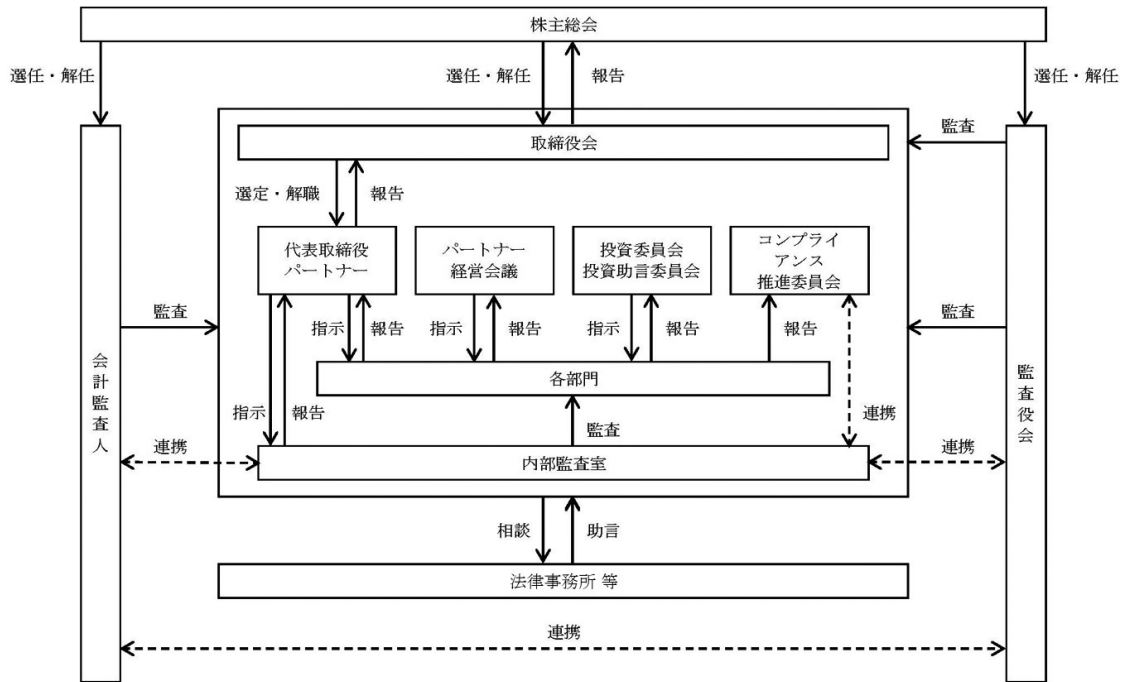 株主総会
選任・解任
選任・解任
報告
選任・解任
取締役会
監査
選定・解職
報告
代表取締役
パートナー
パートナー
経営会議
投資委員会
投資助言委員会
コンプライ
アンス
推進委員会
監査
指示
報告
指示
報告
指示
報告
報告
監査
各部門
会計監査人
監査役会
指示
報告
監査
連携
連携
内部監査室
連携
相談
助言
法律事務所 等
連携